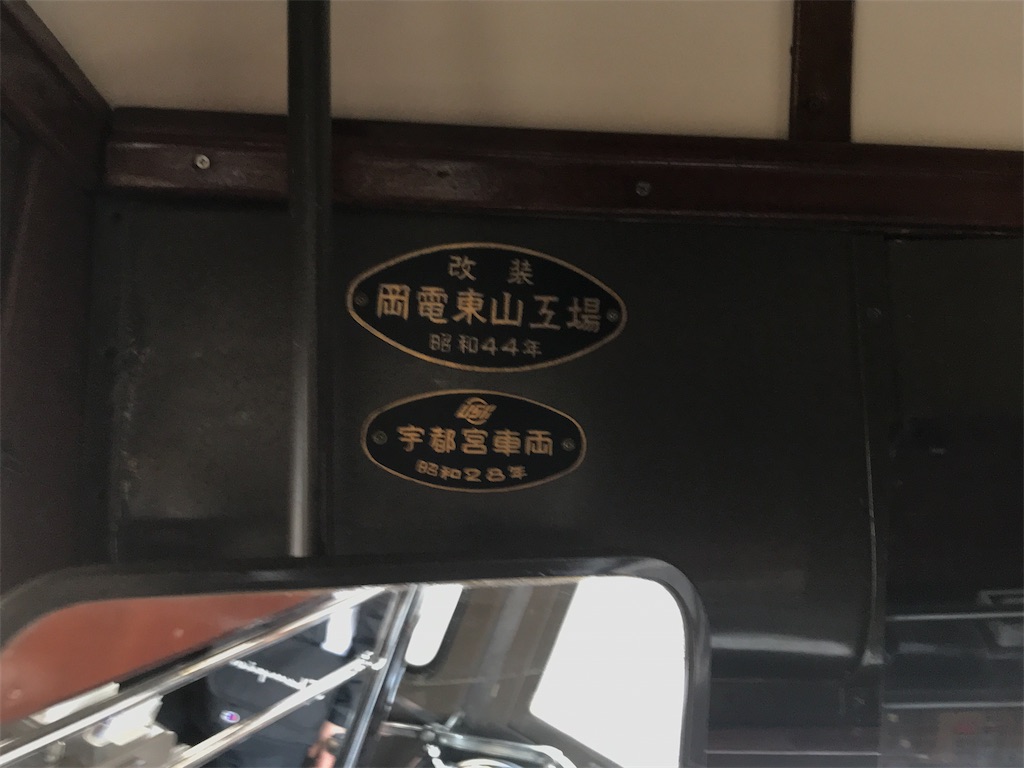 改装
岡電東山工場
昭和44年
宇都宮車両
昭和28年